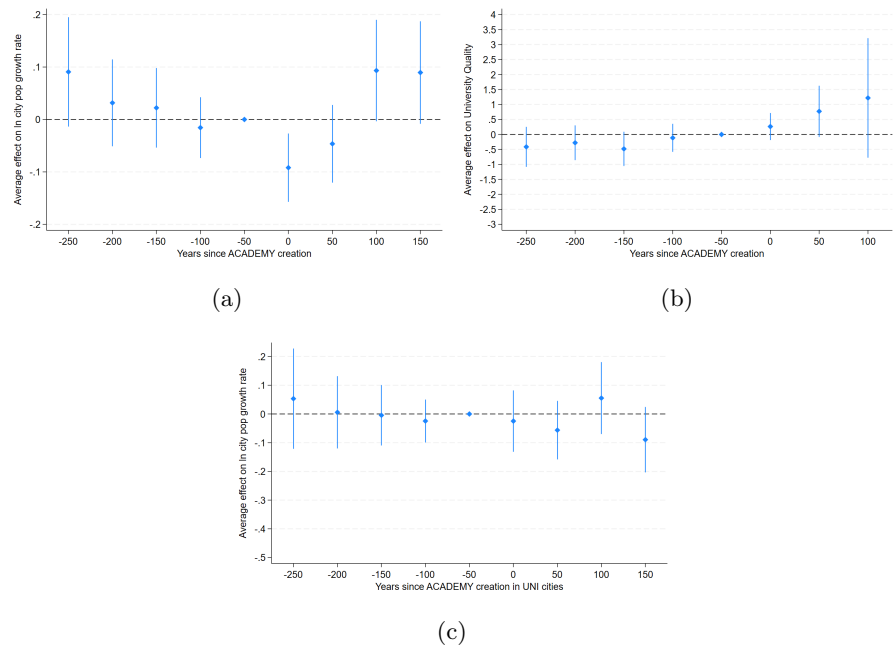 Average effect on ln city pop growth rate
.2
.1
0
-.1
-.2
-250 -200 -150 -100 -50 0 50 100 150
Years since ACADEMY creation
(a)
Average effect on University Quality
4
3.5
3
2.5
2
1.5
1
.5
0
-.5
-1
-1.5
-2
-2.5
-3
-250 -200 -150 -100 -50 0 50 100
Years since ACADEMY creation
(b)
Average effect on ln city pop growth rate
.2
.1
0
-.1
-.2
-.3
-.4
-.5
-250 -200 -150 -100 -50 0 50 100 150
Years since ACADEMY creation in UNI cities
(c)